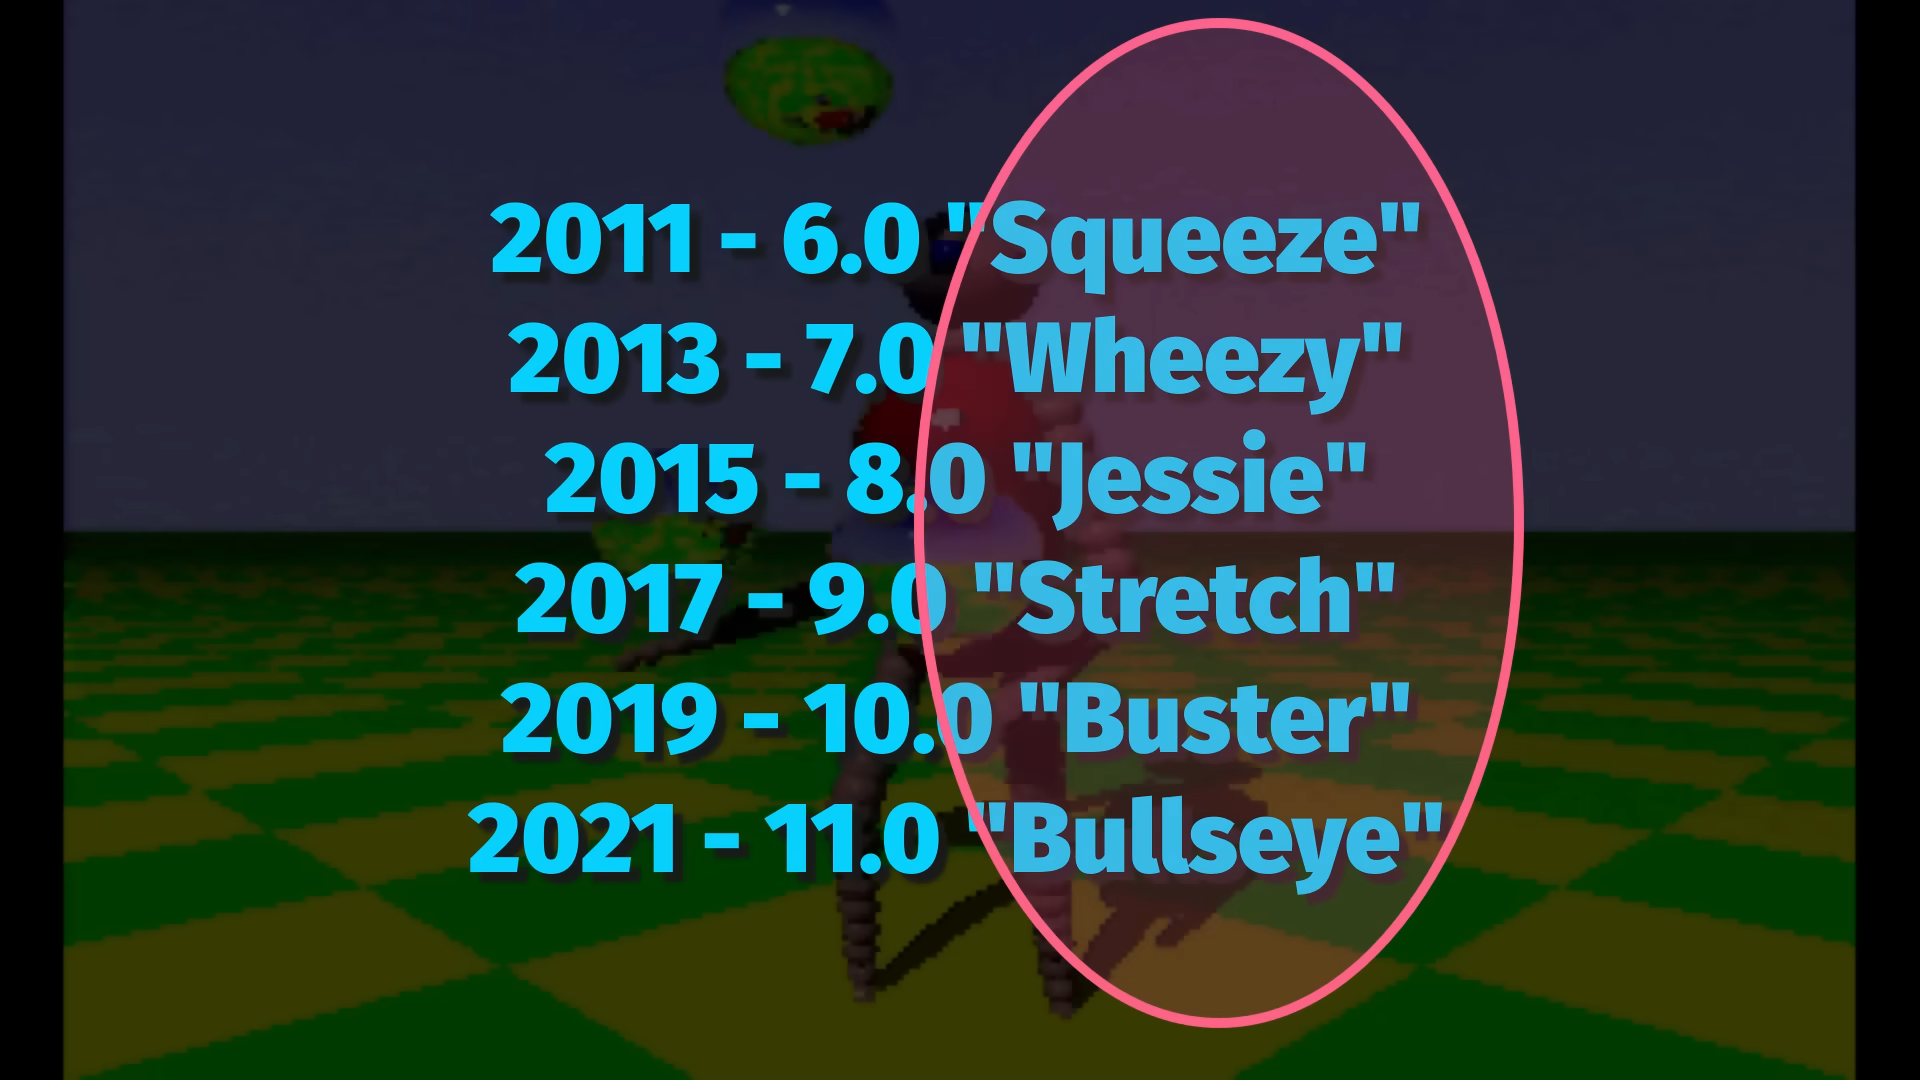 2011 - 6.0 "Squeeze"
2013 - 7.0 "Wheezy"
2015 - 8.0 "Jessie"
2017 - 9.0 "Stretch"
2019 - 10.0 "Buster"
2021 - 11.0 "Bullseye"